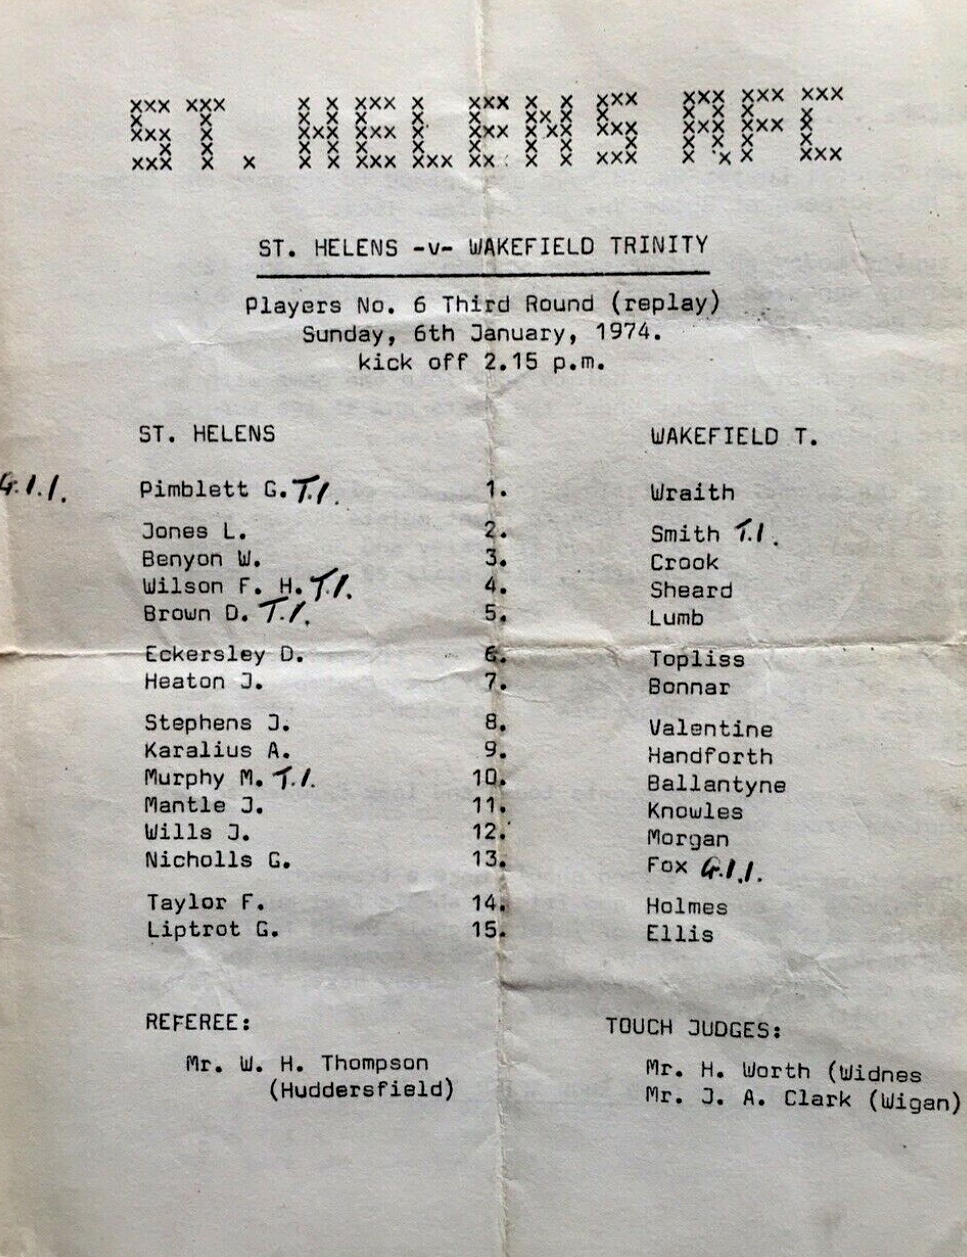 ST. HELENS RFC
ST. HELENS -v- WAKEFIELD TRINITY
Players No. 6 Third Round (replay)
Sunday, 6th January, 1974.
kick off 2.15 p.m.
ST. HELENS WAKEFIELD T.
G.1.1. Pimblett G. T.1. 1. Wraith
Jones L. 2. Smith T.1.
Benyon W. 3. Crook
Wilson F. H. T.1. 4. Sheard
Brown D. T.1. 5. Lumb
Eckersley D. 6. Topliss
Heaton J. 7. Bonnar
Stephens J. 8. Valentine
Karalius A. 9. Handforth
Murphy M. T.1. 10. Ballantyne
Mantle J. 11. Knowles
Wills J. 12. Morgan
Nicholls G. 13. Fox G.1.1.
Taylor F. 14. Holmes
Liptrot G. 15. Ellis
REFEREE: TOUCH JUDGES:
Mr. W. H. Thompson Mr. H. Worth (Widnes
(Huddersfield) Mr. J. A. Clark (Wigan)